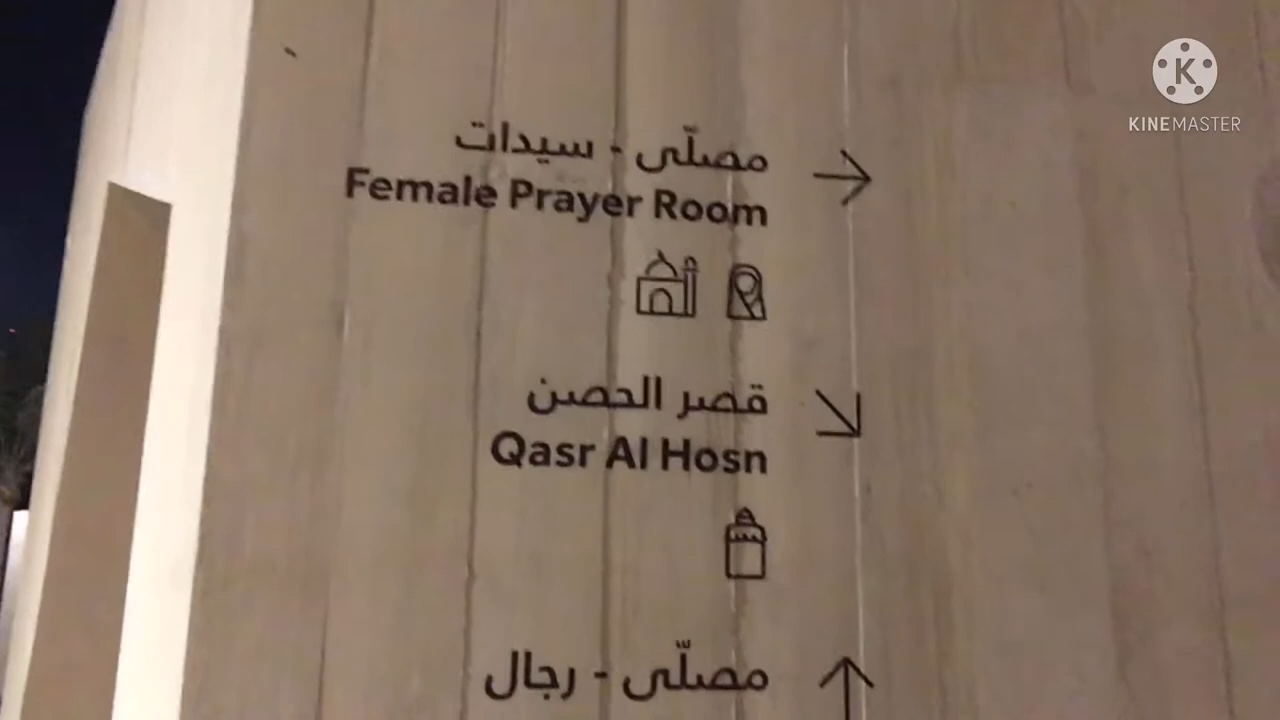 مصلّى - سيدات
Female Prayer Room
قصر الحصن
Qasr Al Hosn
مصلّى - رجال
K
KINEMASTER